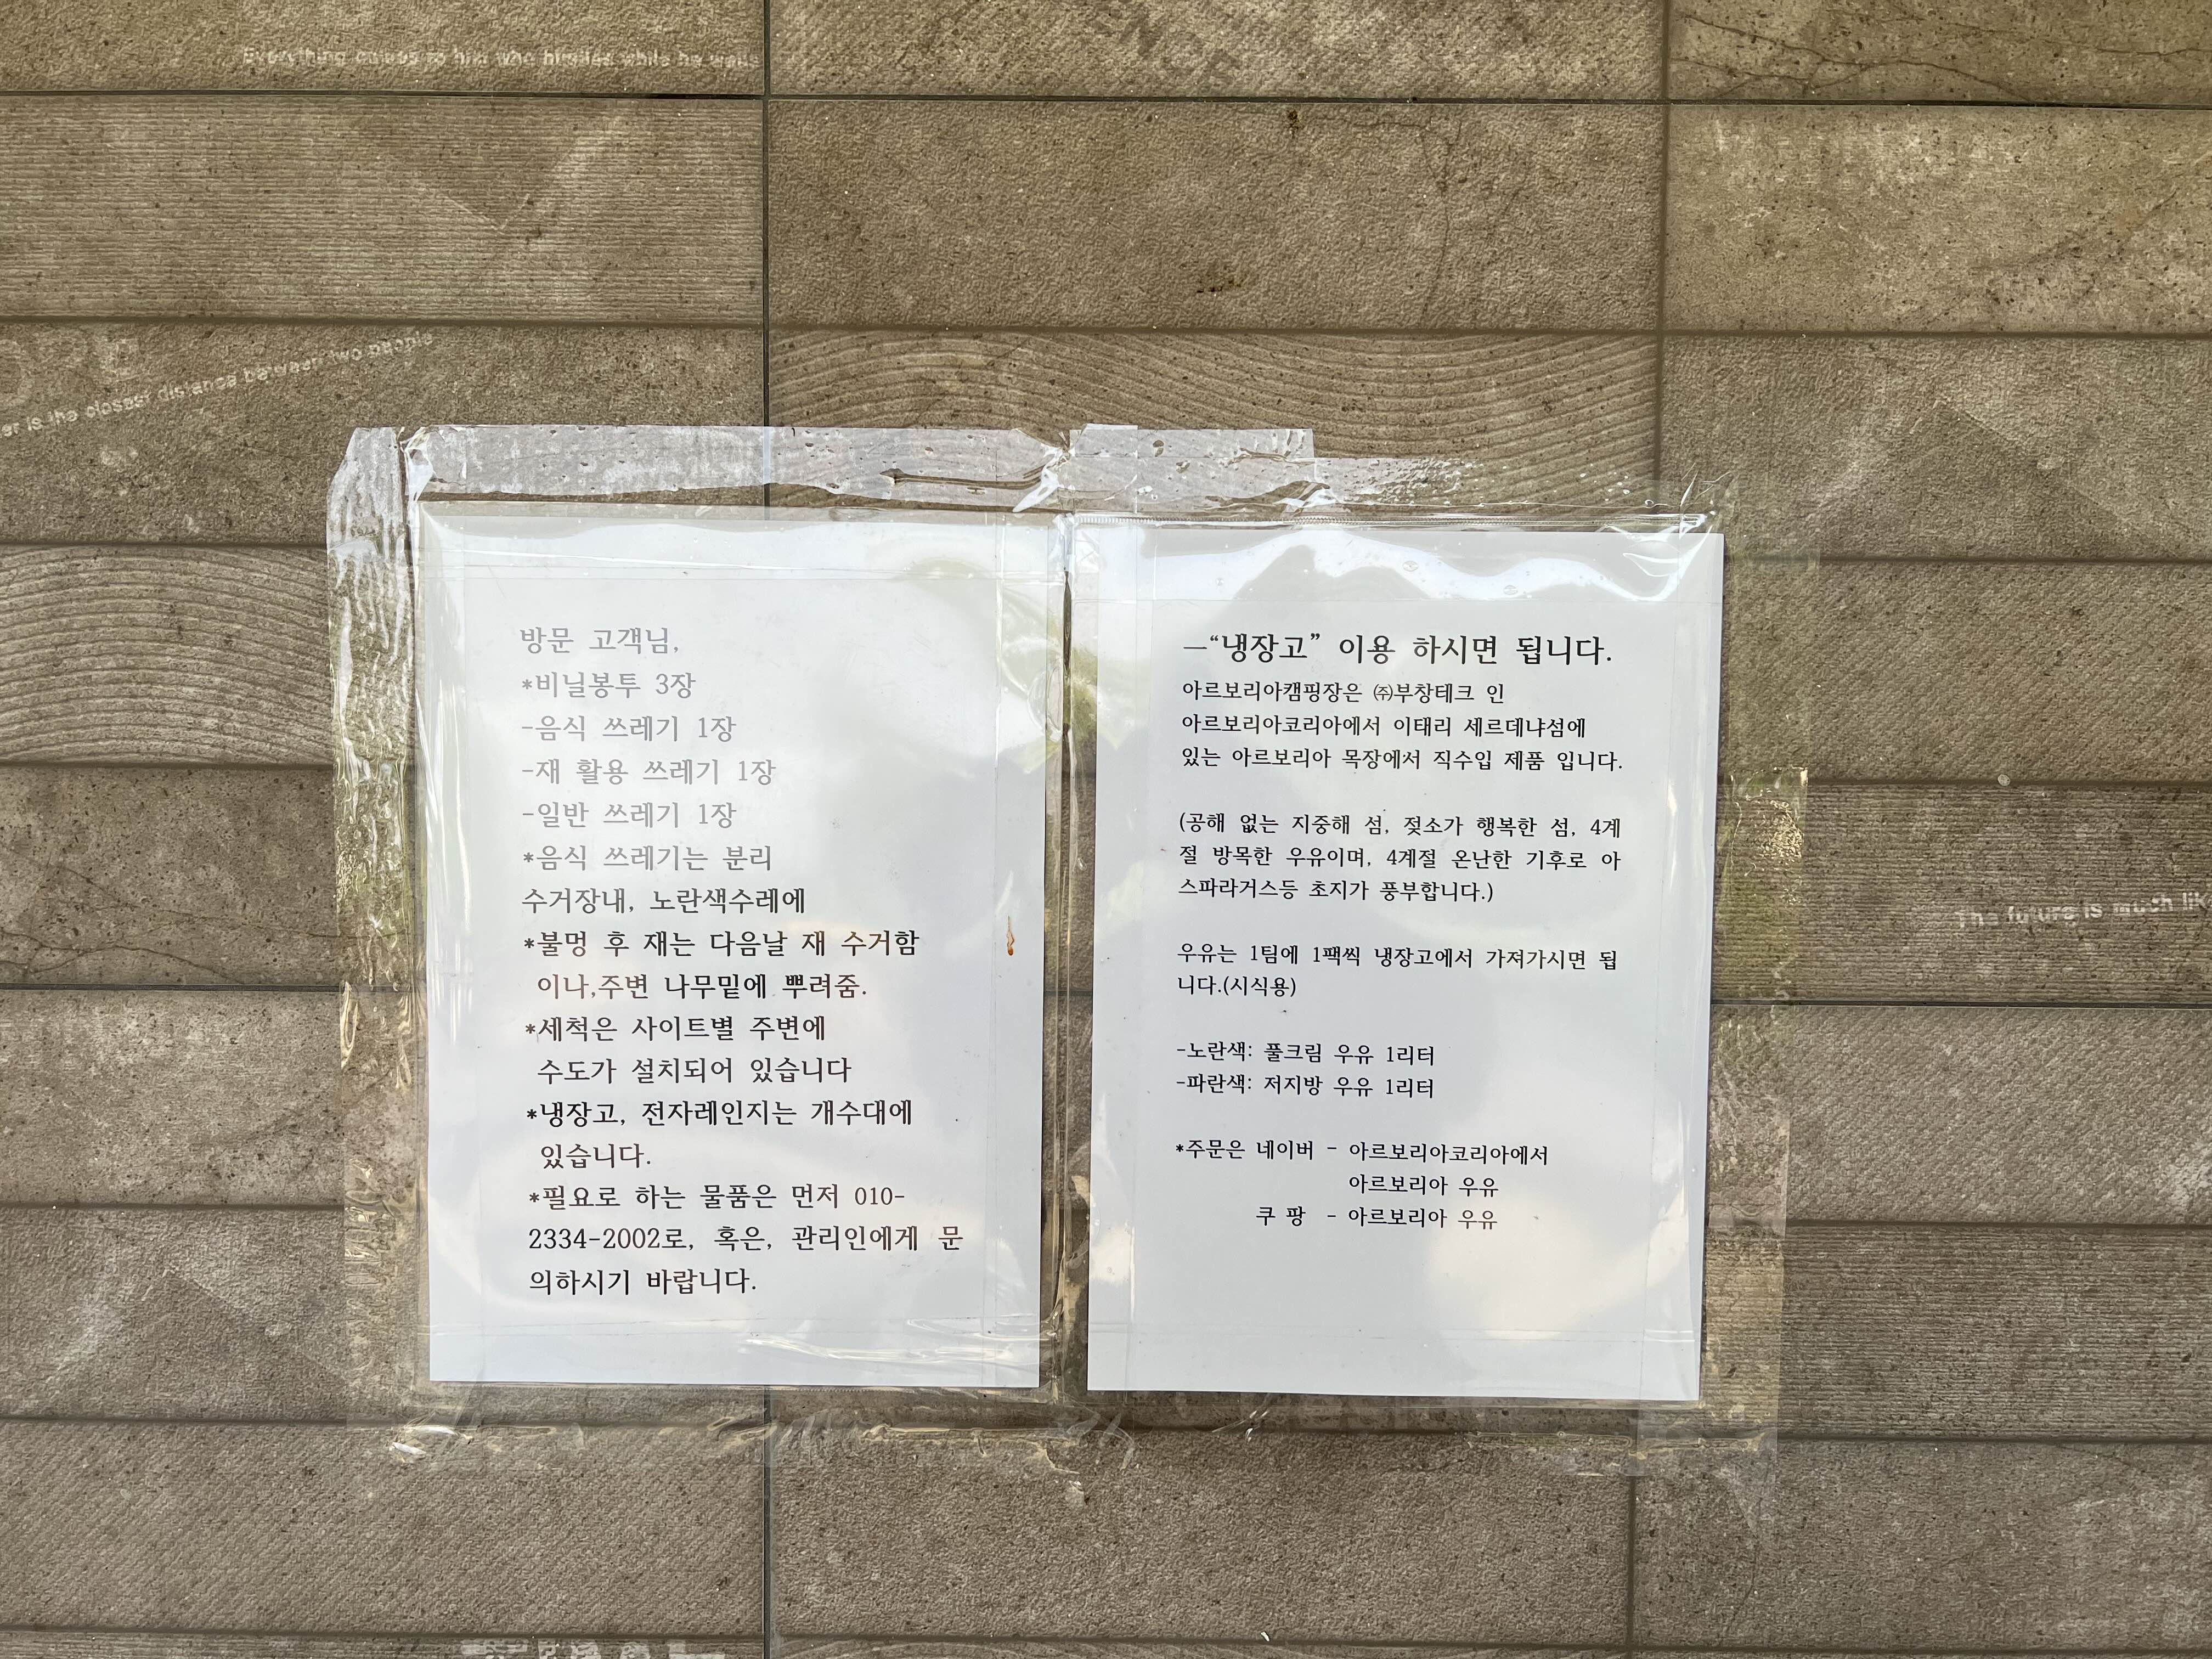 Everything comes to him who hustles while he waits
er is the closest distance between two people
방문 고객님,
*비닐봉투 3장
-음식 쓰레기 1장
-재 활용 쓰레기 1장
-일반 쓰레기 1장
*음식 쓰레기는 분리
수거장내, 노란색수레에
*불멍 후 재는 다음날 재 수거함
이나,주변 나무밑에 뿌려줌.
*세척은 사이트별 주변에
수도가 설치되어 있습니다
*냉장고, 전자레인지는 개수대에
있습니다.
*필요로 하는 물품은 먼저 010-
2334-2002로, 혹은, 관리인에게 문
의하시기 바랍니다.
—“냉장고” 이용 하시면 됩니다.
아르보리아캠핑장은 ㈜부창테크 인
아르보리아코리아에서 이태리 세르데냐섬에
있는 아르보리아 목장에서 직수입 제품 입니다.
(공해 없는 지중해 섬, 젖소가 행복한 섬, 4계
절 방목한 우유이며, 4계절 온난한 기후로 아
스파라거스등 초지가 풍부합니다.)
우유는 1팀에 1팩씩 냉장고에서 가져가시면 됩
니다.(시식용)
-노란색: 풀크림 우유 1리터
-파란색: 저지방 우유 1리터
*주문은 네이버 - 아르보리아코리아에서
아르보리아 우유
쿠 팡 - 아르보리아 우유
The future is much lik